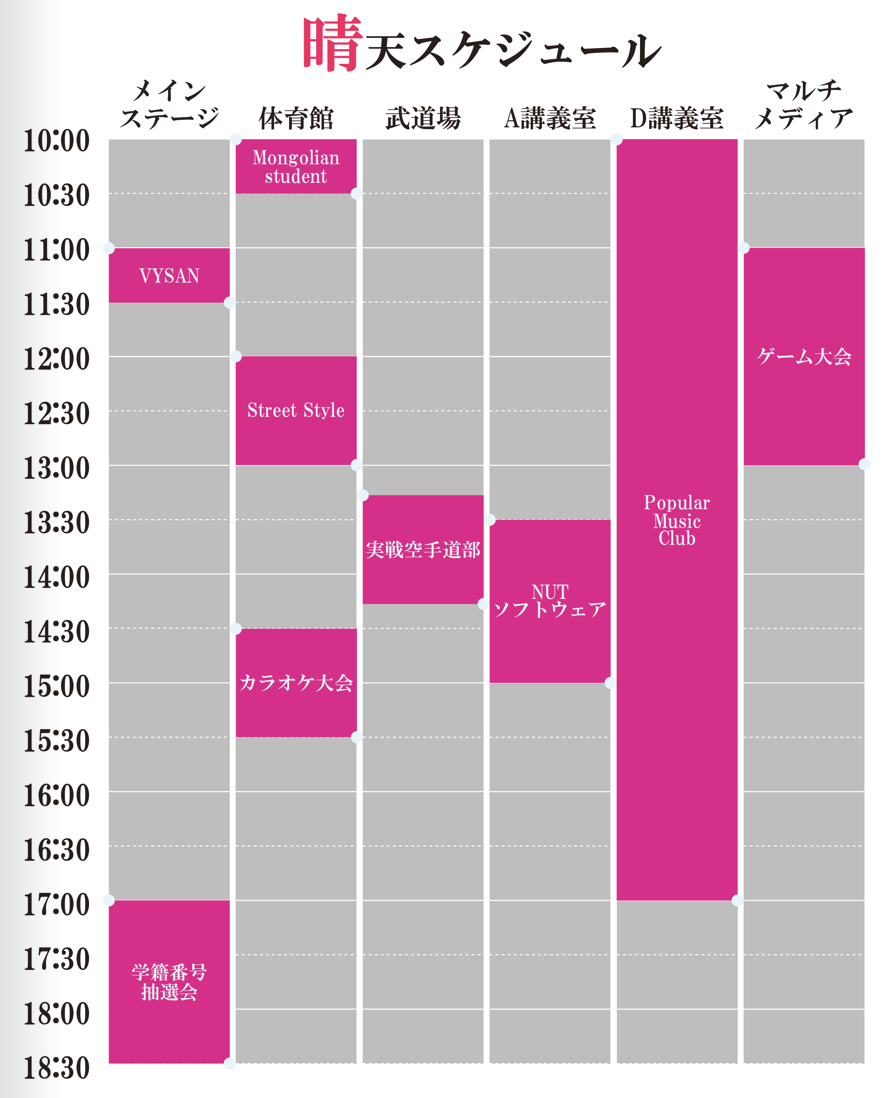 晴天スケジュール
メイン
ステージ
体育館
武道場
A講義室
D講義室
マルチ
メディア
10:00
10:30
11:00
11:30
12:00
12:30
13:00
13:30
14:00
14:30
15:00
15:30
16:00
16:30
17:00
17:30
18:00
18:30
VYSAN
学籍番号
抽選会
Mongolian
student
Street Style
カラオケ大会
実戦空手道部
NUT
ソフトウェア
Popular
Music
Club
ゲーム大会